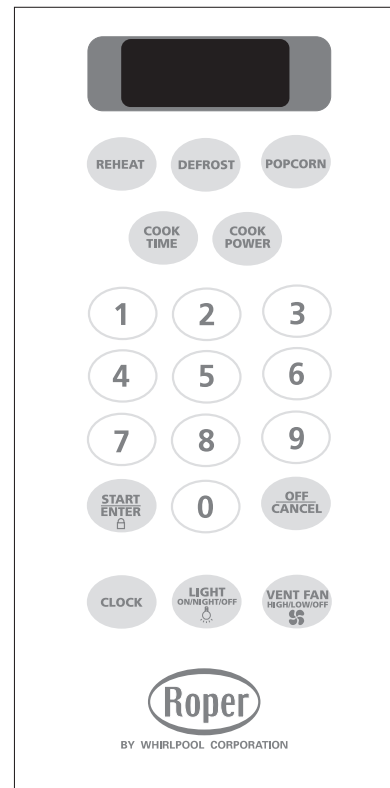 REHEAT DEFROST POPCORN
COOK TIME COOK POWER
1 2 3
4 5 6
7 8 9
START ENTER 0 OFF CANCEL
CLOCK LIGHT ON/NIGHT/OFF VENT FAN HIGH/LOW/OFF
Roper
BY WHIRLPOOL CORPORATION